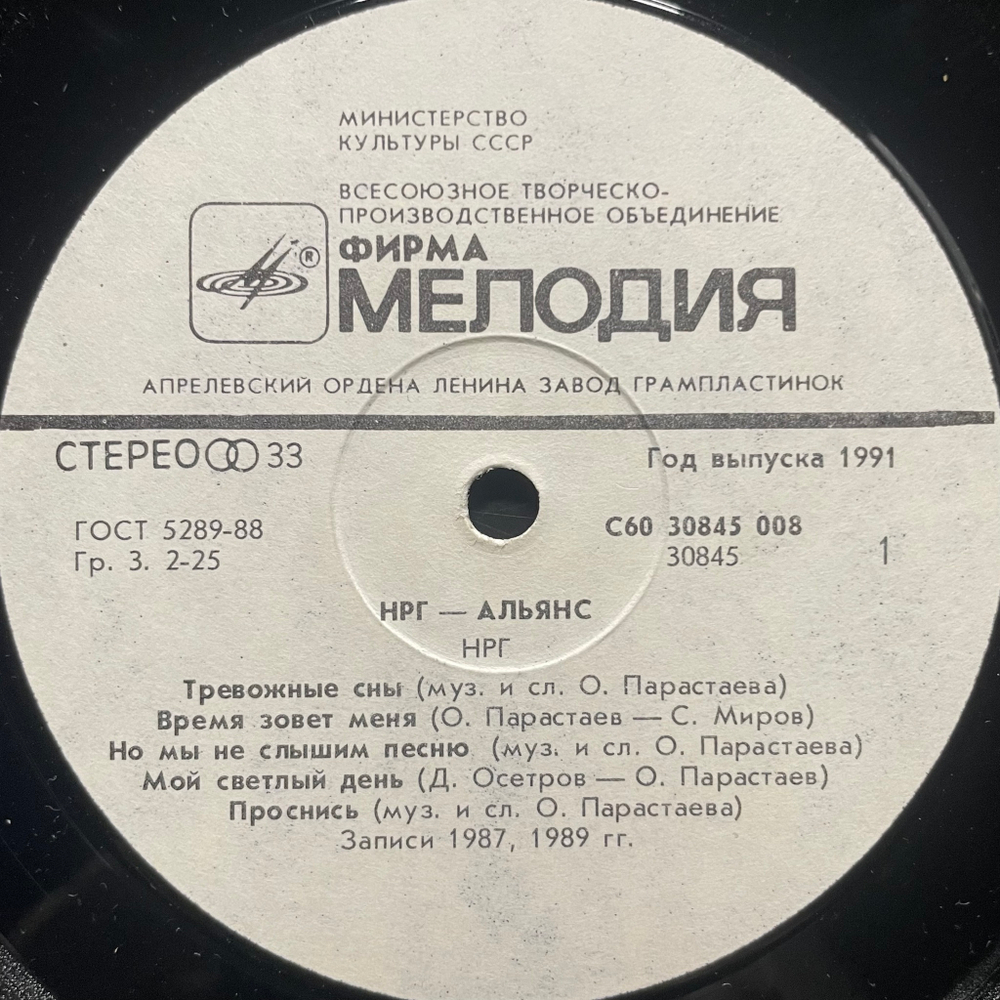 МИНИСТЕРСТВО
КУЛЬТУРЫ СССР
ВСЕСОЮЗНОЕ ТВОРЧЕСКО-
ПРОИЗВОДСТВЕННОЕ ОБЪЕДИНЕНИЕ
ФИРМА
®
МЕЛОДИЯ
АПРЕЛЕВСКИЙ ОРДЕНА ЛЕНИНА ЗАВОД ГРАМПЛАСТИНОК
СТЕРЕО 33
Год выпуска 1991
ГОСТ 5289-88
С60 30845 008
Гр. 3. 2-25
30845
1
НРГ — АЛЬЯНС
НРГ
Тревожные сны (муз. и сл. О. Парастаева)
Время зовет меня (О. Парастаев — С. Миров)
Но мы не слышим песню (муз. и сл. О. Парастаева)
Мой светлый день (Д. Осетров — О. Парастаев)
Проснись (муз. и сл. О. Парастаева)
Записи 1987, 1989 гг.